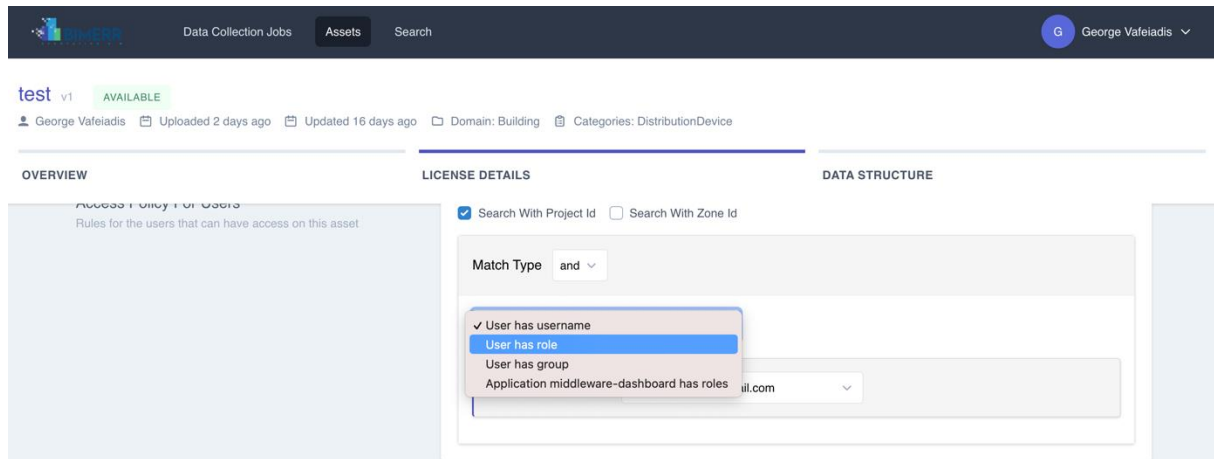 BIMERR Data Collection Jobs Assets Search G George Vafeiadis
test v1 AVAILABLE
George Vafeiadis Uploaded 2 days ago Updated 16 days ago Domain: Building Categories: DistributionDevice
OVERVIEW LICENSE DETAILS DATA STRUCTURE
Access Policy For Users
Rules for the users that can have access on this asset
Search With Project Id Search With Zone Id
Match Type and
User has username
User has role
User has group
Application middleware-dashboard has roles
il.com